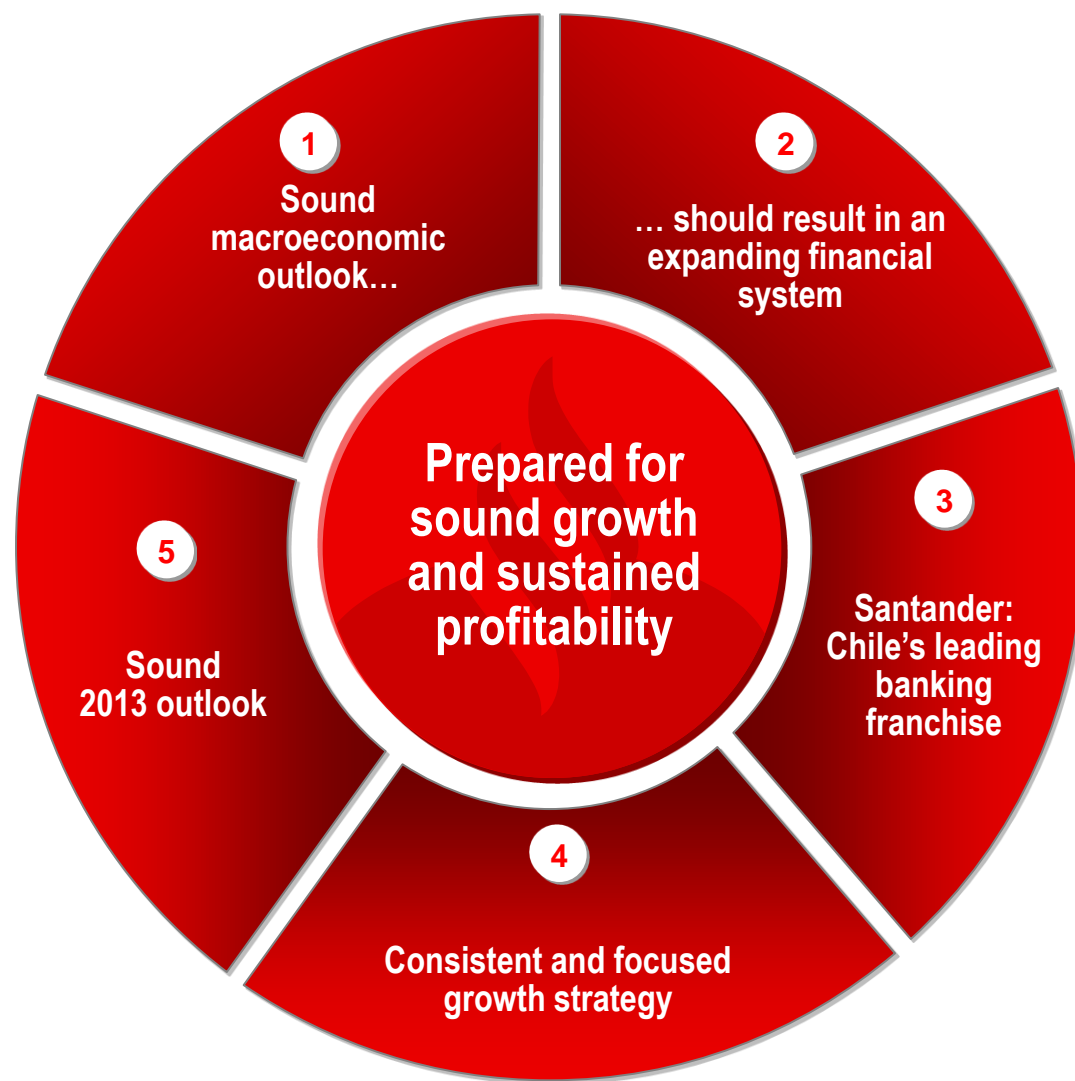 1
Sound
macroeconomic
outlook…
2
… should result in an
expanding financial
system
3
Santander:
Chile’s leading
banking
franchise
4
Consistent and focused
growth strategy
5
Sound
2013 outlook
Prepared for
sound growth
and sustained
profitability